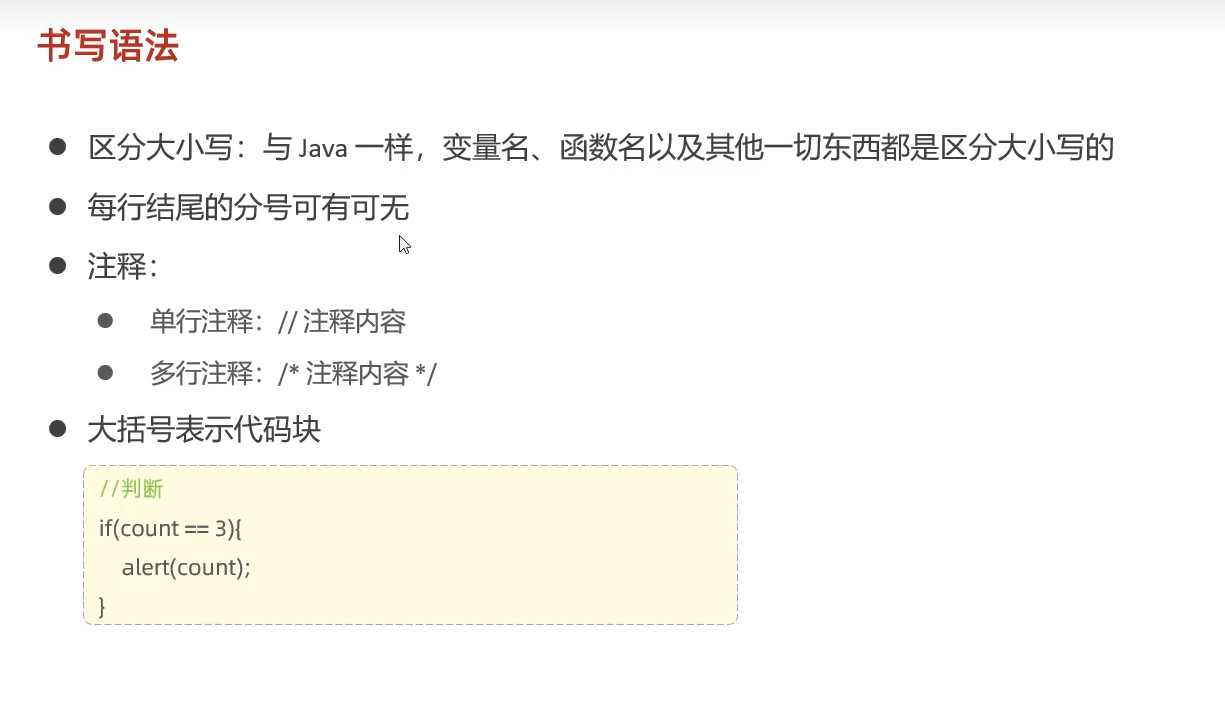 书写语法
区分大小写：与 Java 一样，变量名、函数名以及其他一切东西都是区分大小写的
每行结尾的分号可有可无
注释：
单行注释：// 注释内容
多行注释：/* 注释内容 */
大括号表示代码块
//判断
if(count == 3){
alert(count);
}